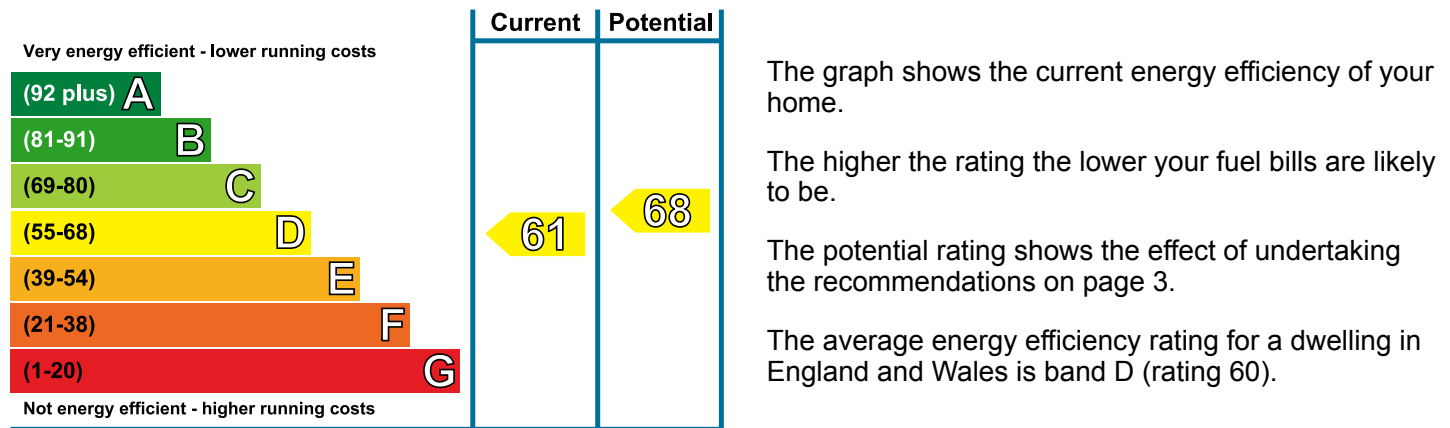 Current Potential
Very energy efficient - lower running costs
(92 plus) A
(81-91) B
(69-80) C
(55-68) D
(39-54) E
(21-38) F
(1-20) G
Not energy efficient - higher running costs
61
68
The graph shows the current energy efficiency of your
home.
The higher the rating the lower your fuel bills are likely
to be.
The potential rating shows the effect of undertaking
the recommendations on page 3.
The average energy efficiency rating for a dwelling in
England and Wales is band D (rating 60).